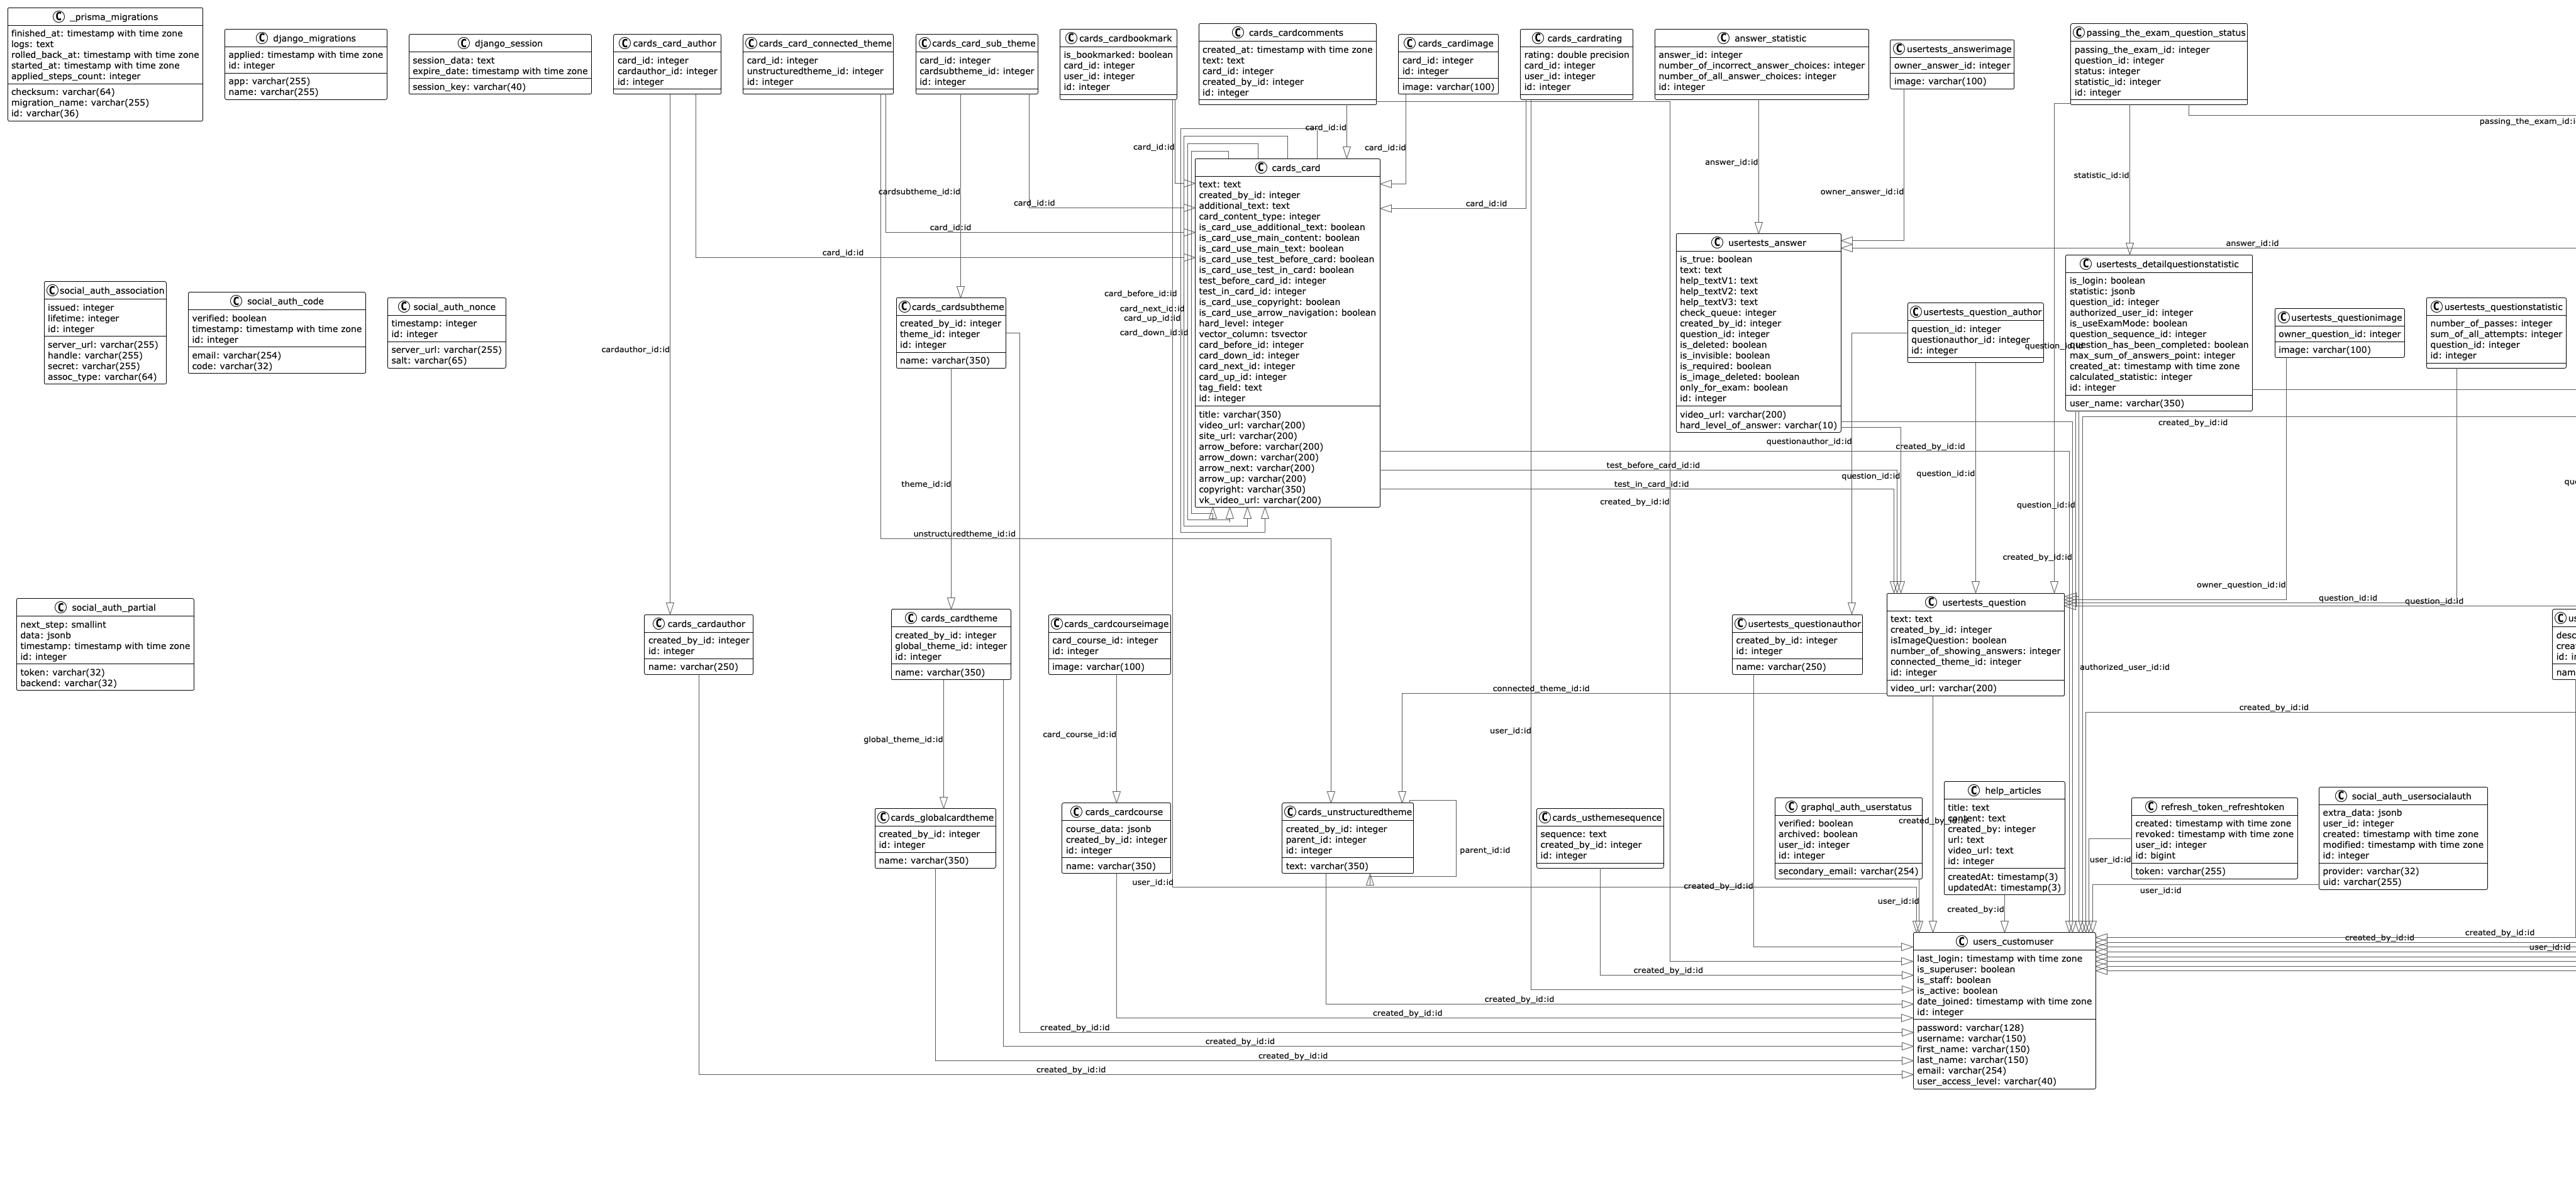 _prisma_migrations
finished_at: timestamp with time zone
logs: text
rolled_back_at: timestamp with time zone
started_at: timestamp with time zone
applied_steps_count: integer
checksum: varchar(64)
migration_name: varchar(255)
id: varchar(36)
django_migrations
applied: timestamp with time zone
id: integer
app: varchar(255)
name: varchar(255)
django_session
session_data: text
expire_date: timestamp with time zone
session_key: varchar(40)
cards_card_author
card_id: integer
cardauthor_id: integer
id: integer
cards_card_connected_theme
card_id: integer
unstructuredtheme_id: integer
id: integer
cards_card_sub_theme
card_id: integer
cardsubtheme_id: integer
id: integer
cards_cardbookmark
is_bookmarked: boolean
card_id: integer
user_id: integer
id: integer
cards_cardcomments
created_at: timestamp with time zone
text: text
card_id: integer
created_by_id: integer
id: integer
cards_cardimage
card_id: integer
id: integer
image: varchar(100)
cards_cardrating
rating: double precision
card_id: integer
user_id: integer
id: integer
answer_statistic
answer_id: integer
number_of_incorrect_answer_choices: integer
number_of_all_answer_choices: integer
id: integer
usertests_answerimage
owner_answer_id: integer
image: varchar(100)
passing_the_exam_question_status
passing_the_exam_id: integer
question_id: integer
status: integer
statistic_id: integer
id: integer
passing_the_exam_id:i
card_id:id
card_id:id
card_id:id
answer_id:id
statistic_id:id
cardsubtheme_id:id
owner_answer_id:id
card_id:id
card_id:id
card_id:id
card_id:id
answer_id:id
cards_card
text: text
created_by_id: integer
additional_text: text
card_content_type: integer
is_card_use_additional_text: boolean
is_card_use_main_content: boolean
is_card_use_main_text: boolean
is_card_use_test_before_card: boolean
is_card_use_test_in_card: boolean
test_before_card_id: integer
test_in_card_id: integer
is_card_use_copyright: boolean
is_card_use_arrow_navigation: boolean
hard_level: integer
vector_column: tsvector
card_before_id: integer
card_down_id: integer
card_next_id: integer
card_up_id: integer
tag_field: text
id: integer
title: varchar(350)
video_url: varchar(200)
site_url: varchar(200)
arrow_before: varchar(200)
arrow_down: varchar(200)
arrow_next: varchar(200)
arrow_up: varchar(200)
copyright: varchar(350)
vk_video_url: varchar(200)
card_before_id:id
card_next_id:id
card_up_id:id
card_down_id:id
usertests_answer
is_true: boolean
text: text
help_textV1: text
help_textV2: text
help_textV3: text
check_queue: integer
created_by_id: integer
question_id: integer
is_deleted: boolean
is_invisible: boolean
is_required: boolean
is_image_deleted: boolean
only_for_exam: boolean
id: integer
video_url: varchar(200)
hard_level_of_answer: varchar(10)
usertests_question_author
question_id: integer
questionauthor_id: integer
id: integer
question_id:id
usertests_detailquestionstatistic
is_login: boolean
statistic: jsonb
question_id: integer
authorized_user_id: integer
is_useExamMode: boolean
question_sequence_id: integer
question_has_been_completed: boolean
max_sum_of_answers_point: integer
created_at: timestamp with time zone
calculated_statistic: integer
id: integer
user_name: varchar(350)
usertests_questionimage
owner_question_id: integer
image: varchar(100)
usertests_questionstatistic
number_of_passes: integer
sum_of_all_attempts: integer
question_id: integer
id: integer
social_auth_association
issued: integer
lifetime: integer
id: integer
server_url: varchar(255)
handle: varchar(255)
secret: varchar(255)
assoc_type: varchar(64)
social_auth_code
verified: boolean
timestamp: timestamp with time zone
id: integer
email: varchar(254)
code: varchar(32)
social_auth_nonce
timestamp: integer
id: integer
server_url: varchar(255)
salt: varchar(65)
cards_cardsubtheme
created_by_id: integer
theme_id: integer
id: integer
name: varchar(350)
cardauthor_id:id
created_by_id:id
questionauthor_id:id
created_by_id:id
test_before_card_id:id
question_id:id
question_id:id
theme_id:id
test_in_card_id:id
created_by_id:id
question_id:id
unstructuredtheme_id:id
created_by_id:id
owner_question_id:id
question_id:id
question_id:id
social_auth_partial
next_step: smallint
data: jsonb
timestamp: timestamp with time zone
id: integer
token: varchar(32)
backend: varchar(32)
cards_cardauthor
created_by_id: integer
id: integer
name: varchar(250)
cards_cardtheme
created_by_id: integer
global_theme_id: integer
id: integer
name: varchar(350)
cards_cardcourseimage
card_course_id: integer
id: integer
image: varchar(100)
usertests_questionauthor
created_by_id: integer
id: integer
name: varchar(250)
usertests_question
text: text
created_by_id: integer
isImageQuestion: boolean
number_of_showing_answers: integer
connected_theme_id: integer
id: integer
video_url: varchar(200)
authorized_user_id:id
connected_theme_id:id
created_by_id:id
global_theme_id:id
card_course_id:id
user_id:id
cards_globalcardtheme
created_by_id: integer
id: integer
name: varchar(350)
cards_cardcourse
course_data: jsonb
created_by_id: integer
id: integer
name: varchar(350)
cards_unstructuredtheme
created_by_id: integer
parent_id: integer
id: integer
text: varchar(350)
parent_id:id
cards_usthemesequence
sequence: text
created_by_id: integer
id: integer
graphql_auth_userstatus
verified: boolean
archived: boolean
user_id: integer
id: integer
secondary_email: varchar(254)
created_by_id:id
help_articles
title: text
content: text
created_by: integer
url: text
video_url: text
id: integer
createdAt: timestamp(3)
updatedAt: timestamp(3)
refresh_token_refreshtoken
created: timestamp with time zone
revoked: timestamp with time zone
user_id: integer
id: bigint
token: varchar(255)
social_auth_usersocialauth
extra_data: jsonb
user_id: integer
created: timestamp with time zone
modified: timestamp with time zone
id: integer
provider: varchar(32)
uid: varchar(255)
user_id:id
user_id:id
created_by_id:id
user_id:id
user_id:id
created_by:id
created_by_id:id
created_by_id:id
user_id:id
users_customuser
last_login: timestamp with time zone
is_superuser: boolean
is_staff: boolean
is_active: boolean
date_joined: timestamp with time zone
id: integer
password: varchar(128)
username: varchar(150)
first_name: varchar(150)
last_name: varchar(150)
email: varchar(254)
user_access_level: varchar(40)
created_by_id:id
created_by_id:id
created_by_id:id
created_by_id:id
created_by_id:id
created_by_id:id
created_by_id:id